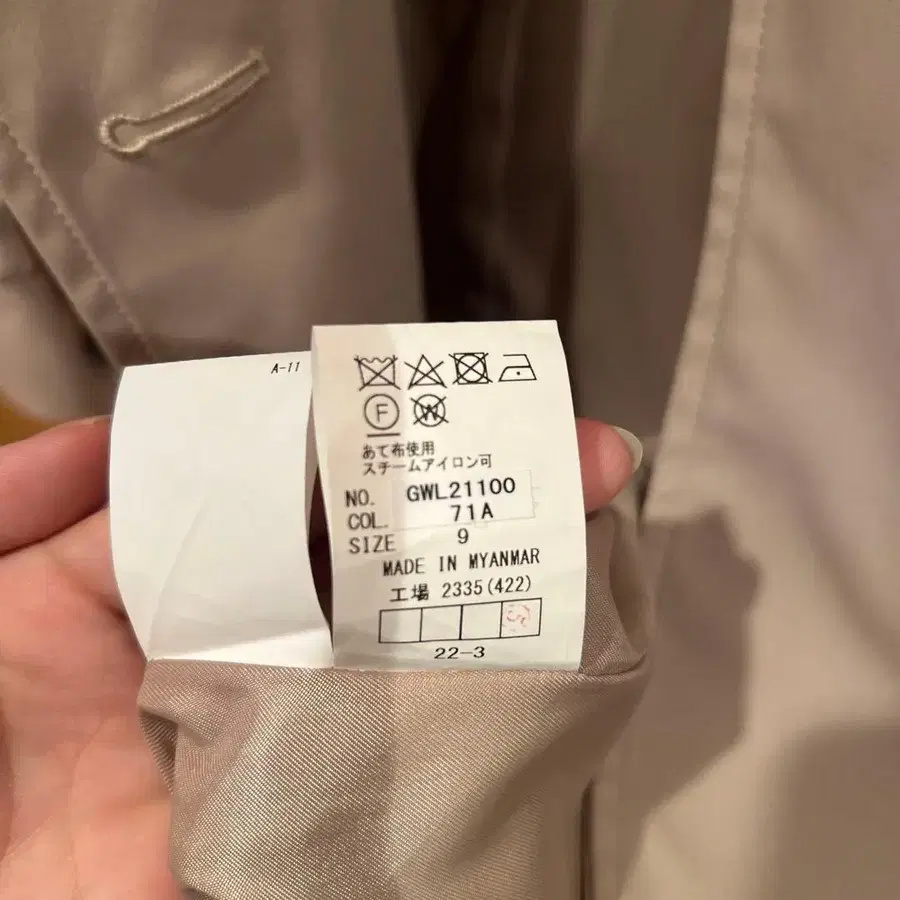 A-11
F
W
あて布使用
スチームアイロン可
NO. GWL21100
COL. 71A
SIZE 9
MADE IN MYANMAR
工場 2335(422)
22-3